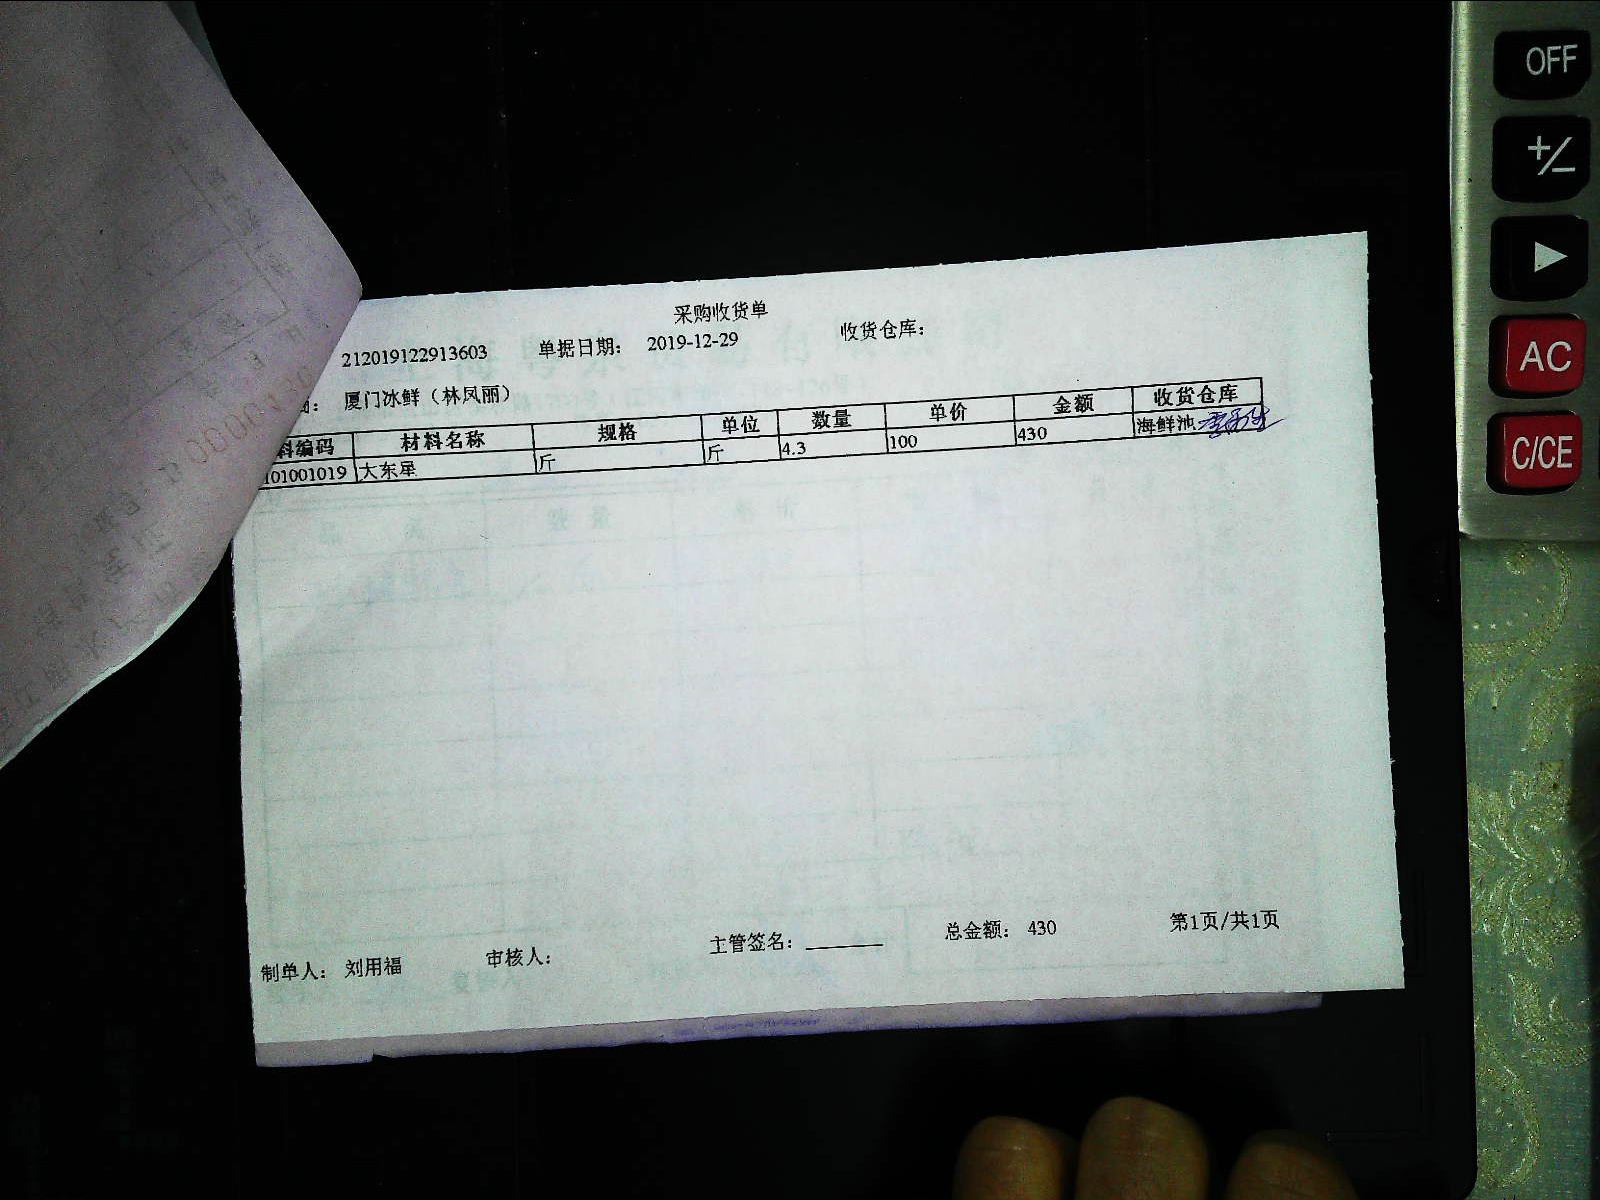 采购收货单
212019122913603 单据日期: 2019-12-29 收货仓库:
厦门冰鲜（林凤丽）
料编码 材料名称 规格 单位 数量 单价 金额 收货仓库
101001019 大东星 斤 斤 4.3 100 430 海鲜池
制单人: 刘用福 审核人: 主管签名: 总金额: 430 第1页/共1页
OFF
+/-
AC
C/CE